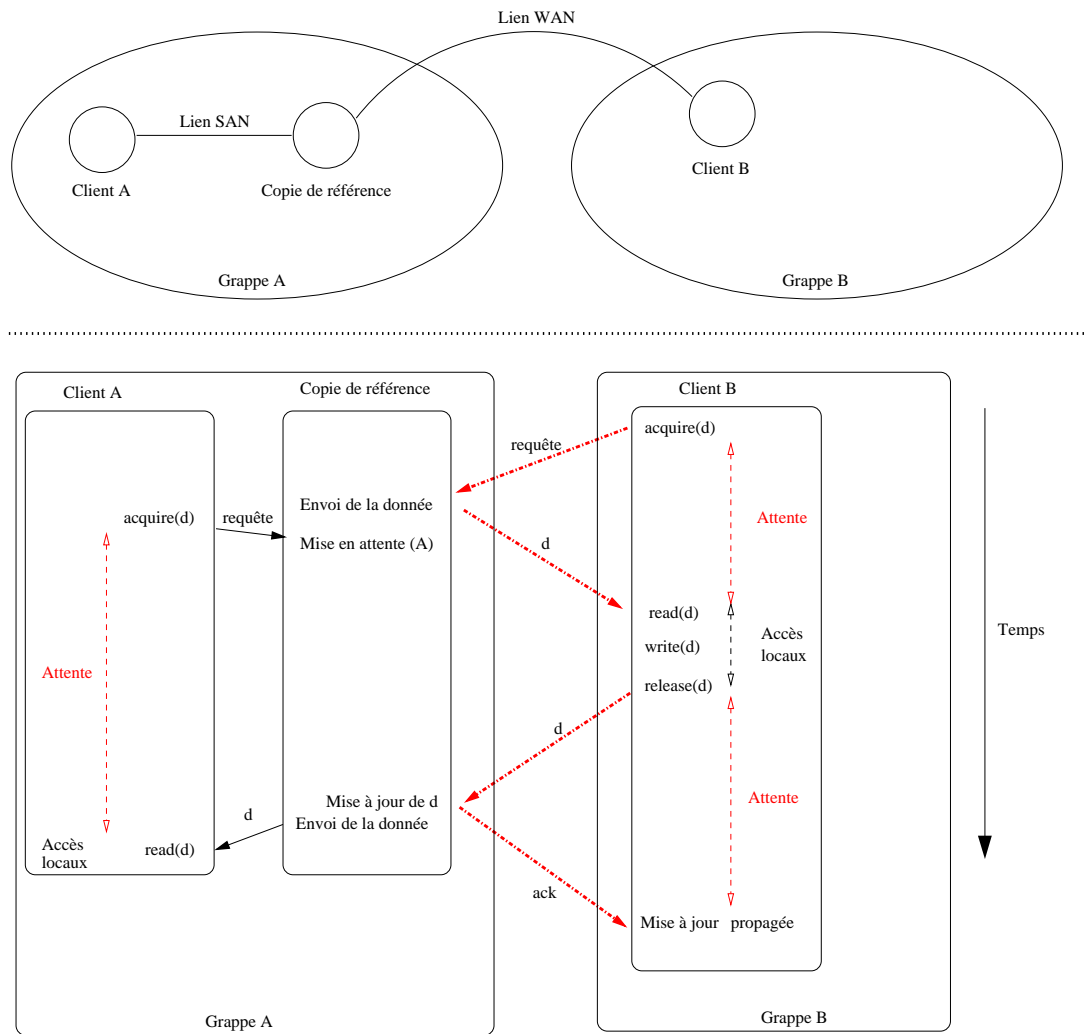 Lien WAN
Lien SAN
Client A
Copie de référence
Client B
Grappe A
Grappe B
Client A
Copie de référence
Client B
acquire(d)
requête
Envoi de la donnée
acquire(d)
requête
Attente
Mise en attente (A)
d
read(d)
Accès
locaux
Temps
write(d)
Attente
release(d)
d
Mise à jour de d
Attente
d
Envoi de la donnée
Accès
locaux
read(d)
ack
Mise à jour propagée
Grappe A
Grappe B